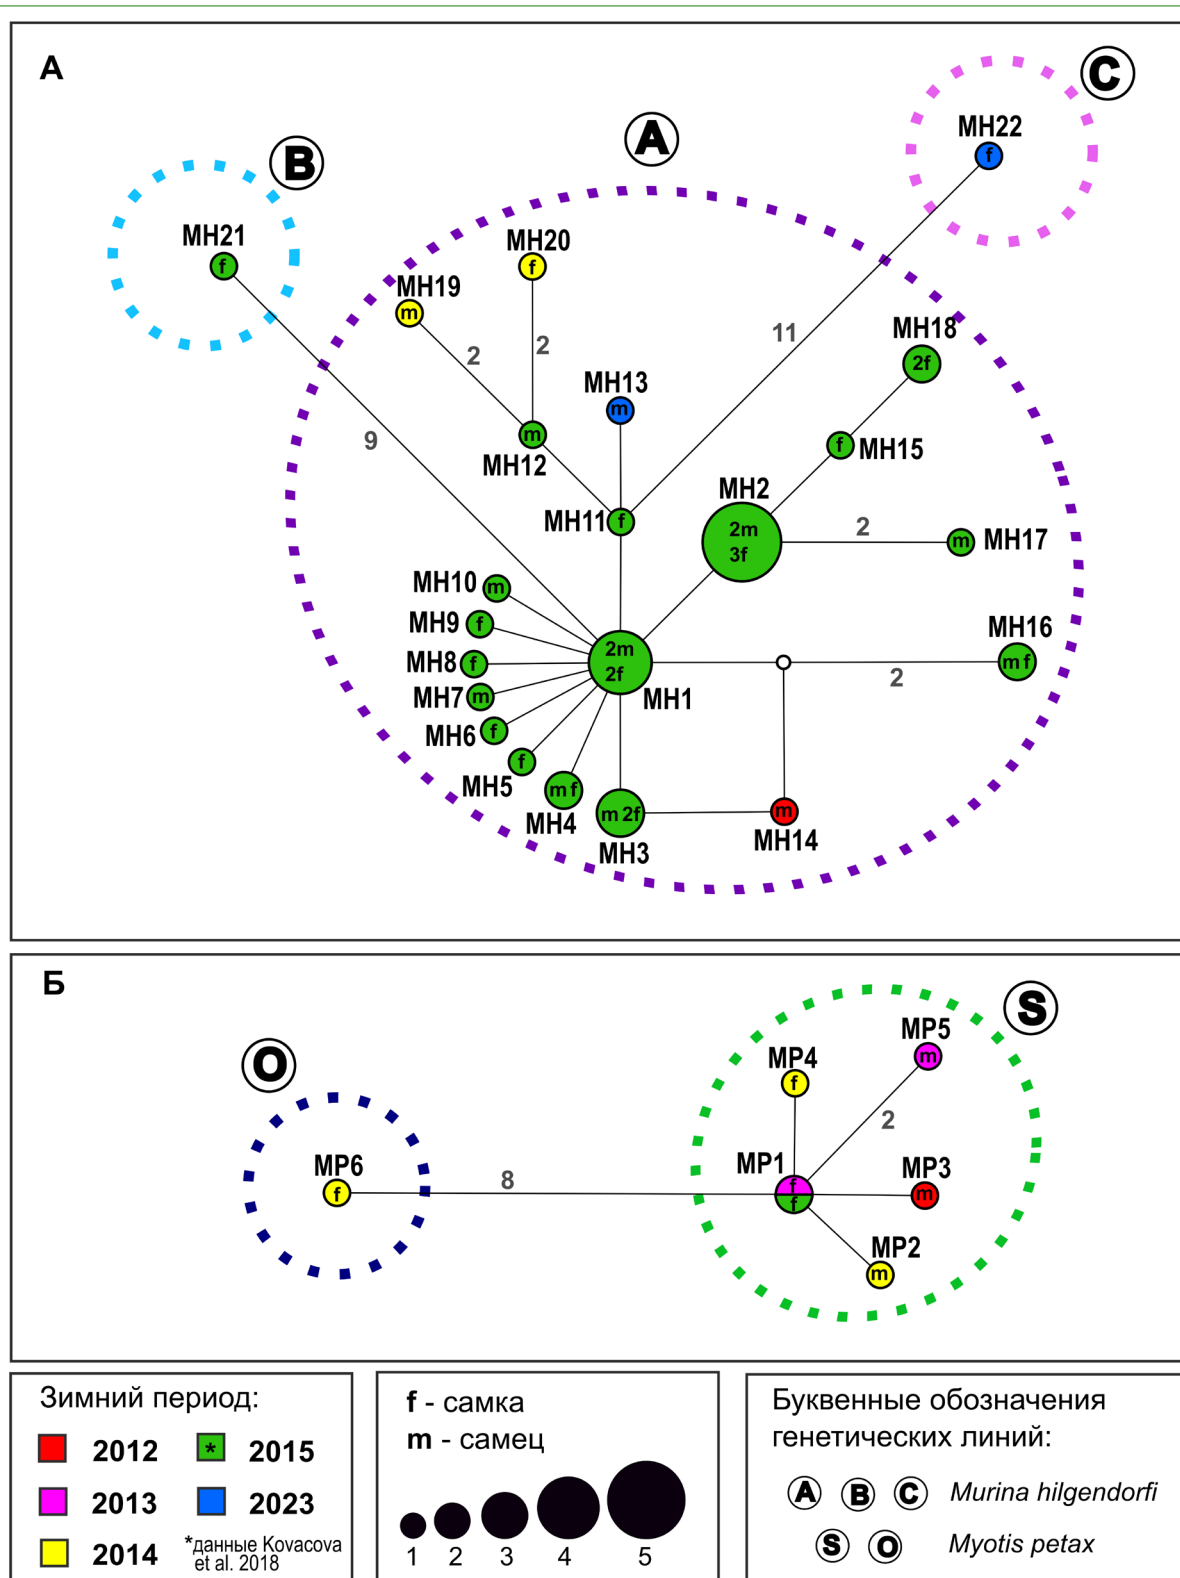 А
B
A
C
MH22
f
MH21
f
MH20
f
MH19
m
2
2
11
9
MH13
m
MH18
2f
m
MH12
f
MH15
MH2
2m
3f
MH11
f
2
m
MH17
MH10
m
MH9
f
MH8
f
MH7
m
MH6
f
MH5
f
m f
MH4
2m
2f
MH1
m 2f
MH3
m
MH14
MH16
m f
2
Б
O
S
MP6
f
8
MP4
f
MP5
m
2
MP1
f
f
MP3
m
MP2
m
Зимний период:
2012
* 2015
2013
2023
2014
*данные Kovacova
et al. 2018
f - самка
m - самец
1 2 3 4 5
Буквенные обозначения
генетических линий:
A B C Murina hilgendorfi
S O Myotis petax